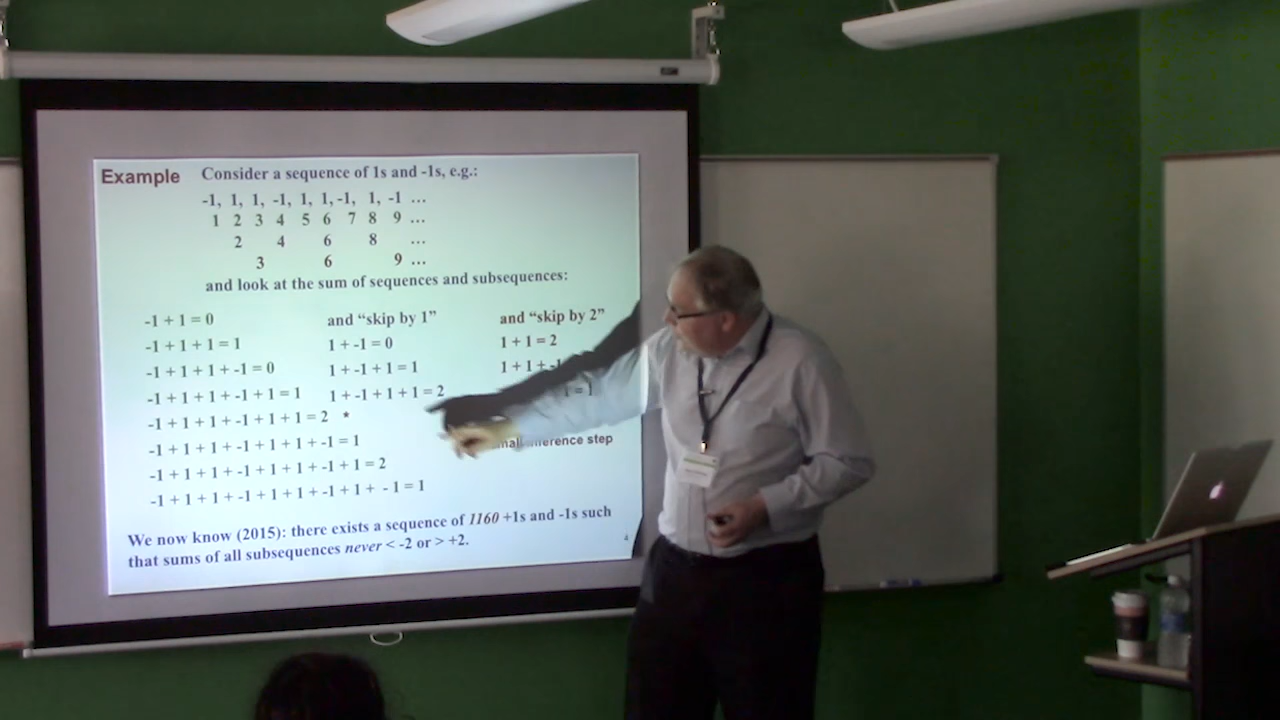 Example Consider a sequence of 1s and -1s, e.g.:
-1, 1, 1, -1, 1, 1, -1, 1, -1 ...
1 2 3 4 5 6 7 8 9 ...
2 4 6 8 ...
3 6 9 ...
and look at the sum of sequences and subsequences:
-1 + 1 = 0 and “skip by 1” and “skip by 2”
-1 + 1 + 1 = 1 1 + -1 = 0 1 + 1 = 2
-1 + 1 + 1 + -1 = 0 1 + -1 + 1 = 1 1 + 1 + -1
-1 + 1 + 1 + -1 + 1 = 1 1 + -1 + 1 + 1 = 2 1 = 1
-1 + 1 + 1 + -1 + 1 + 1 = 2 *
-1 + 1 + 1 + -1 + 1 + 1 + -1 = 1 step
-1 + 1 + 1 + -1 + 1 + 1 + -1 + 1 = 2
-1 + 1 + 1 + -1 + 1 + 1 + -1 + 1 + - 1 = 1
We now know (2015): there exists a sequence of 1160 +1s and -1s such
that sums of all subsequences never < -2 or > +2.
4